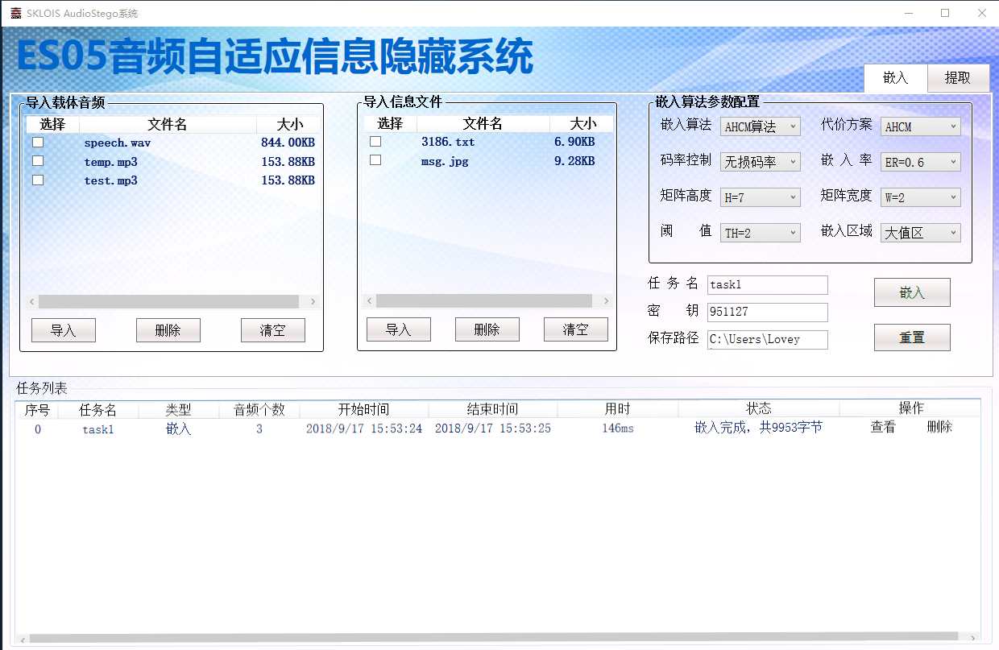 SKLOIS AudioStego系统
ES05音频自适应信息隐藏系统
嵌入 提取
导入载体音频
选择 文件名 大小
speech.wav 844.00KB
temp.mp3 153.88KB
test.mp3 153.88KB
导入 删除 清空
导入信息文件
选择 文件名 大小
3186.txt 6.90KB
msg.jpg 9.28KB
导入 删除 清空
嵌入算法参数配置
嵌入算法 AHCM算法 代价方案 AHCM
码率控制 无损码率 嵌 入 率 ER=0.6
矩阵高度 H=7 矩阵宽度 W=2
阈 值 TH=2 嵌入区域 大值区
任 务 名 task1
密 钥 951127
保存路径 C:\Users\Lovey
嵌入
重置
任务列表
序号 任务名 类型 音频个数 开始时间 结束时间 用时 状态 操作
0 task1 嵌入 3 2018/9/17 15:53:24 2018/9/17 15:53:25 146ms 嵌入完成，共9953字节 查看 删除